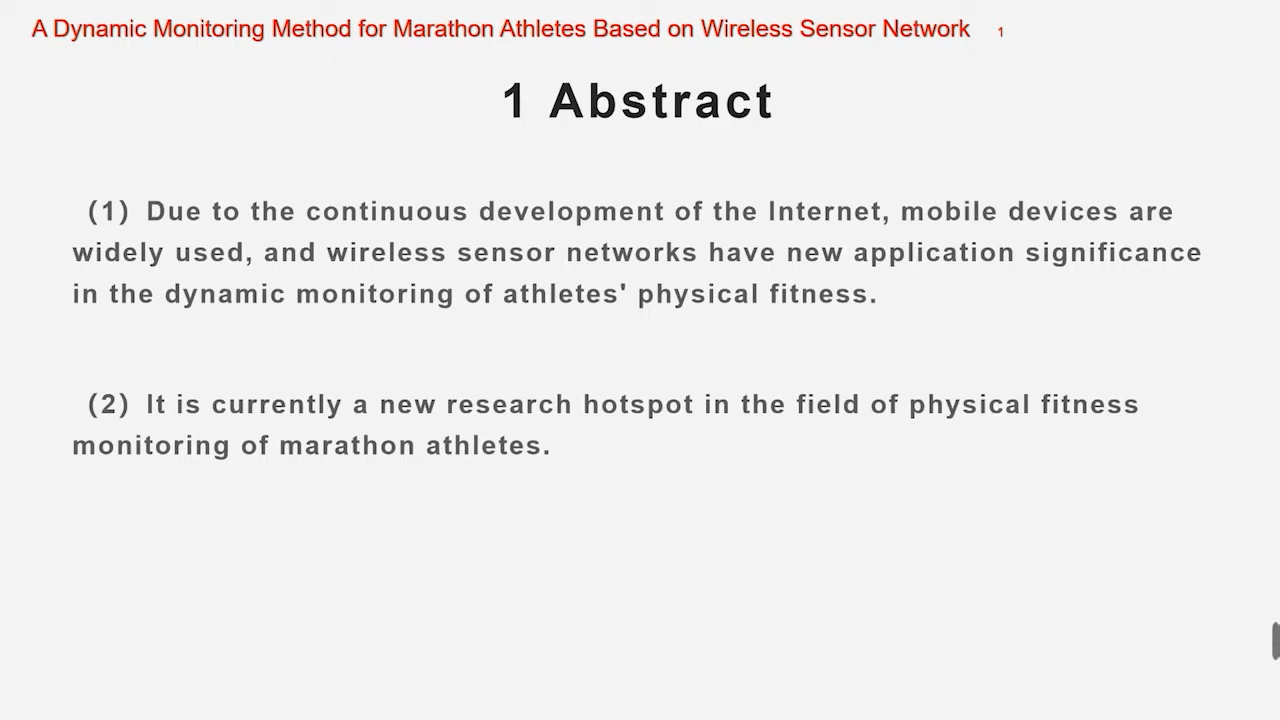 A Dynamic Monitoring Method for Marathon Athletes Based on Wireless Sensor Network 1
1 Abstract
(1) Due to the continuous development of the Internet, mobile devices are
widely used, and wireless sensor networks have new application significance
in the dynamic monitoring of athletes' physical fitness.
(2) It is currently a new research hotspot in the field of physical fitness
monitoring of marathon athletes.